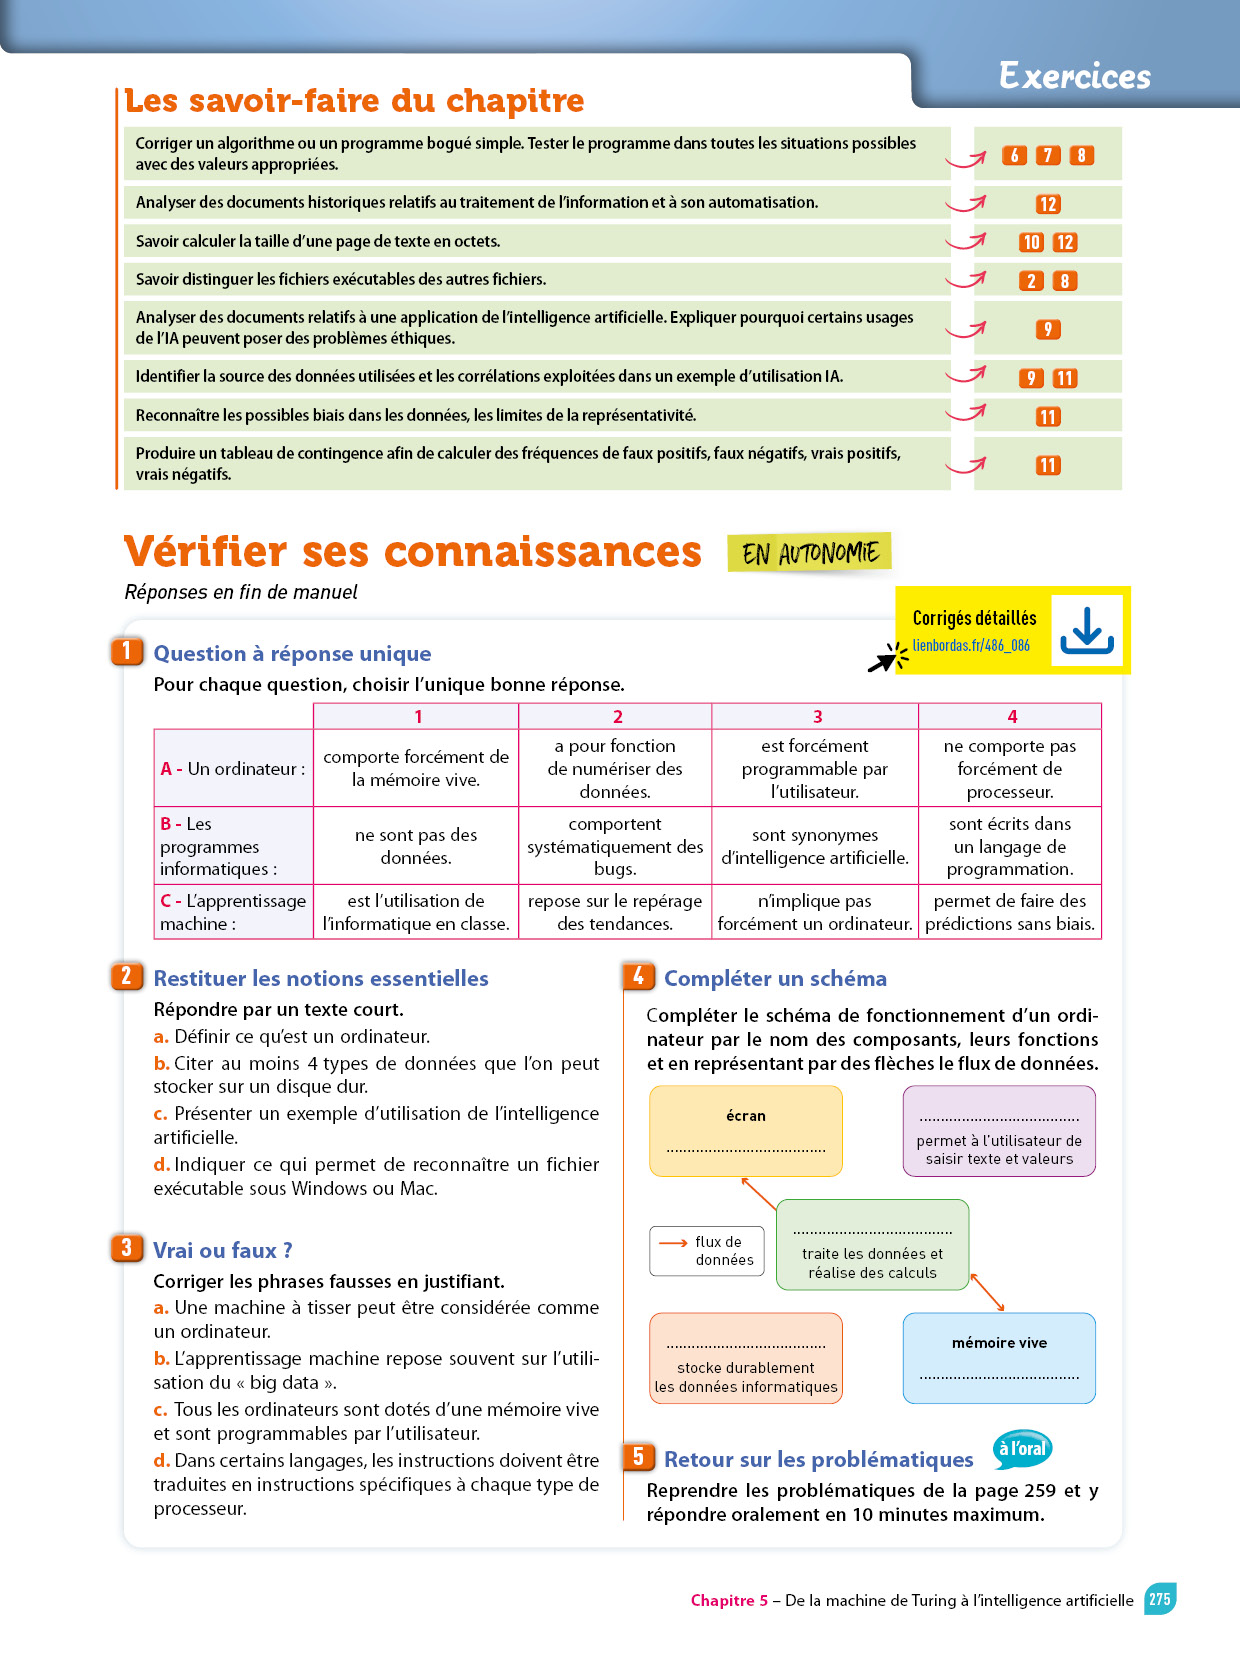 Exercices
Les savoir-faire du chapitre
Corriger un algorithme ou un programme bogué simple. Tester le programme dans toutes les situations possibles
avec des valeurs appropriées.
6 7 8
Analyser des documents historiques relatifs au traitement de l'information et à son automatisation.
12
Savoir calculer la taille d'une page de texte en octets.
10 12
Savoir distinguer les fichiers exécutables des autres fichiers.
2 8
Analyser des documents relatifs à une application de l'intelligence artificielle. Expliquer pourquoi certains usages
de l'IA peuvent poser des problèmes éthiques.
9
Identifier la source des données utilisées et les corrélations exploitées dans un exemple d'utilisation IA.
9 11
Reconnaître les possibles biais dans les données, les limites de la représentativité.
11
Produire un tableau de contingence afin de calculer des fréquences de faux positifs, faux négatifs, vrais positifs,
vrais négatifs.
11
Vérifier ses connaissances
EN AUTONOMIE
Réponses en fin de manuel
Corrigés détaillés
lienbordas.fr/486_086
1 Question à réponse unique
Pour chaque question, choisir l'unique bonne réponse.
1 2 3 4
A - Un ordinateur :
comporte forcément de
la mémoire vive.
a pour fonction
de numériser des
données.
est forcément
programmable par
l'utilisateur.
ne comporte pas
forcément de
processeur.
B - Les
programmes
informatiques :
ne sont pas des
données.
comportent
systématiquement des
bugs.
sont synonymes
d'intelligence artificielle.
sont écrits dans
un langage de
programmation.
C - L'apprentissage
machine :
est l'utilisation de
l'informatique en classe.
repose sur le repérage
des tendances.
n'implique pas
forcément un ordinateur.
permet de faire des
prédictions sans biais.
2 Restituer les notions essentielles
Répondre par un texte court.
a. Définir ce qu'est un ordinateur.
b. Citer au moins 4 types de données que l'on peut
stocker sur un disque dur.
c. Présenter un exemple d'utilisation de l'intelligence
artificielle.
d. Indiquer ce qui permet de reconnaître un fichier
exécutable sous Windows ou Mac.
3 Vrai ou faux ?
Corriger les phrases fausses en justifiant.
a. Une machine à tisser peut être considérée comme
un ordinateur.
b. L'apprentissage machine repose souvent sur l'utili-
sation du « big data ».
c. Tous les ordinateurs sont dotés d'une mémoire vive
et sont programmables par l'utilisateur.
d. Dans certains langages, les instructions doivent être
traduites en instructions spécifiques à chaque type de
processeur.
4 Compléter un schéma
Compléter le schéma de fonctionnement d'un ordi-
nateur par le nom des composants, leurs fonctions
et en représentant par des flèches le flux de données.
écran
......................................
......................................
permet à l'utilisateur de
saisir texte et valeurs
......................................
traite les données et
réalise des calculs
flux de
données
......................................
stocke durablement
les données informatiques
mémoire vive
......................................
5 Retour sur les problématiques
à l'oral
Reprendre les problématiques de la page 259 et y
répondre oralement en 10 minutes maximum.
Chapitre 5 – De la machine de Turing à l'intelligence artificielle 275